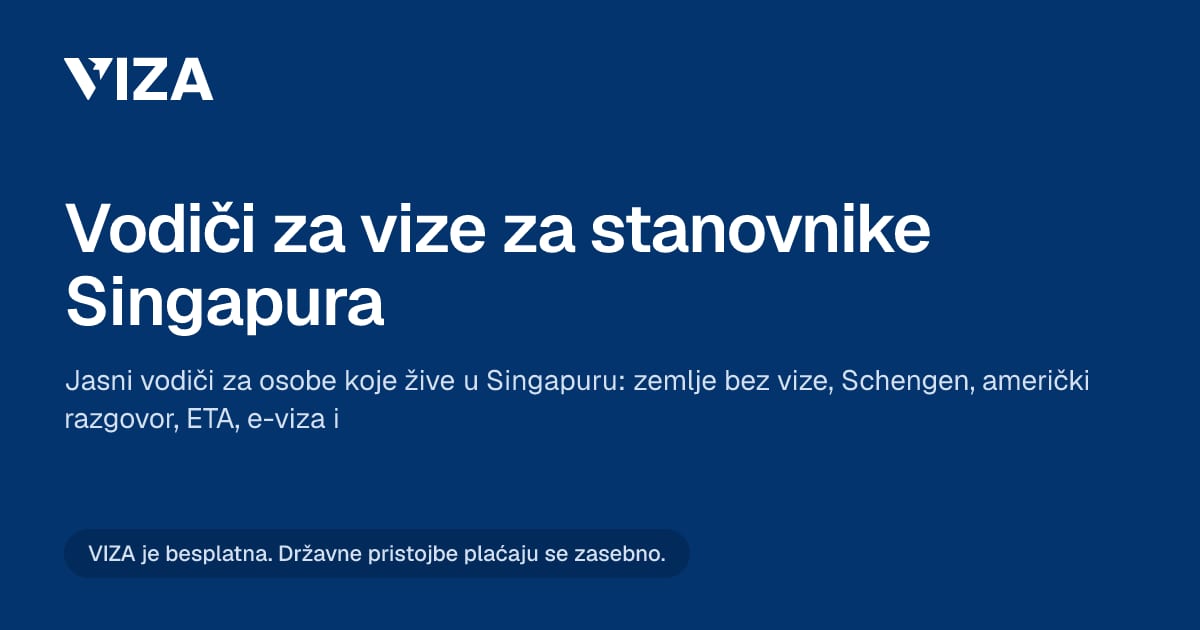 VIZA
Vodiči za vize za stanovnike
Singapura
Jasni vodiči za osobe koje žive u Singapuru: zemlje bez vize, Schengen, američki
razgovor, ETA, e-viza i
VIZA je besplatna. Državne pristojbe plaćaju se zasebno.